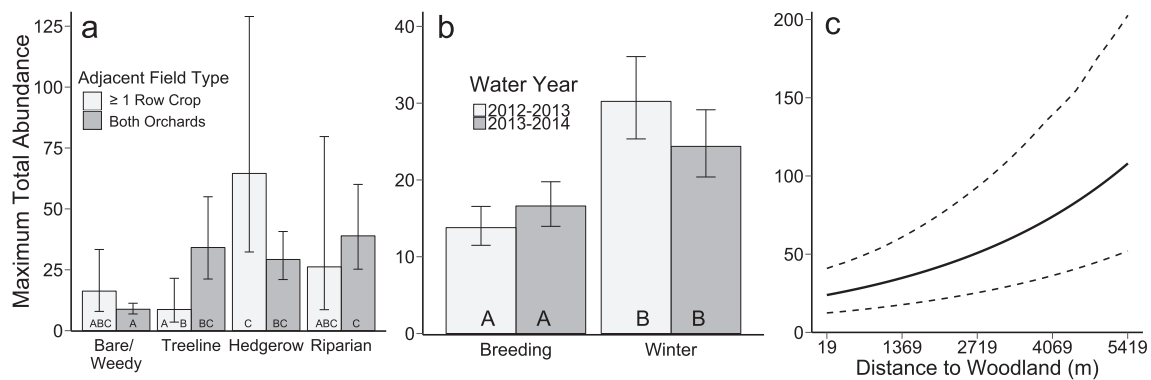 a
Maximum Total Abundance
125
100
75
50
25
0
Adjacent Field Type
≥ 1 Row Crop
Both Orchards
ABC A A B BC C BC ABC C
Bare/ Treeline Hedgerow Riparian
Weedy
b
40
30
20
10
0
Water Year
2012-2013
2013-2014
A A B B
Breeding Winter
c
200
150
100
50
0
19 1369 2719 4069 5419
Distance to Woodland (m)